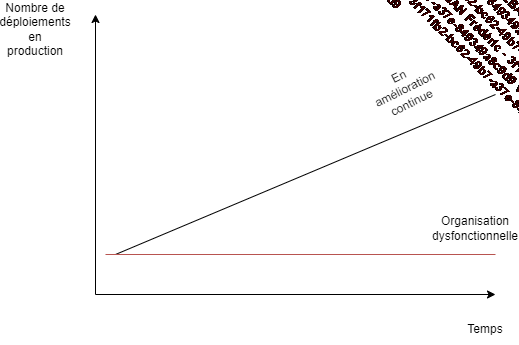 Nombre de
déploiements
en
production
En
amélioration
continue
Organisation
dysfonctionnelle
Temps